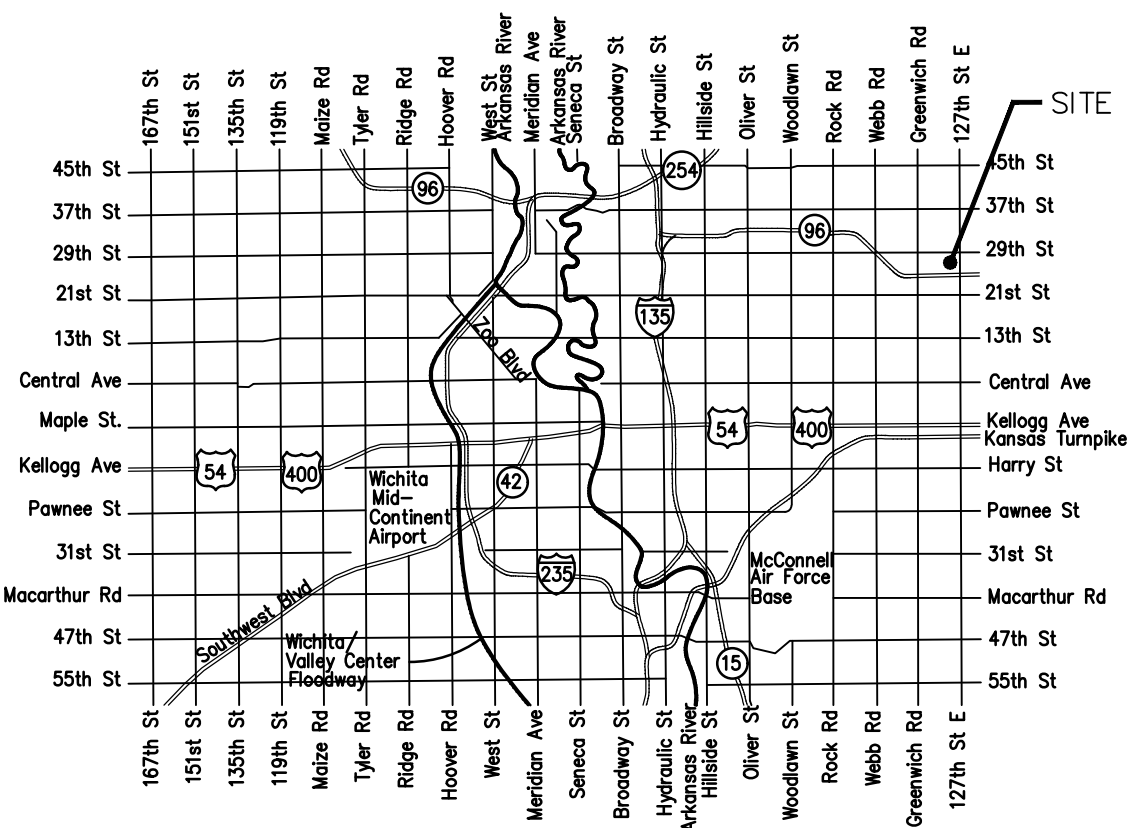 167th St
151st St
135th St
119th St
Maize Rd
Tyler Rd
Ridge Rd
Hoover Rd
West St
Arkansas River
Meridian Ave
Arkansas River
Seneca St
Broadway St
Hydraulic St
Hillside St
Oliver St
Woodlawn St
Rock Rd
Webb Rd
Greenwich Rd
127th St E
SITE
45th St
254
45th St
96
37th St
37th St
96
29th St
29th St
21st St
21st St
135
13th St
Zoo Blvd
13th St
Central Ave
Central Ave
Maple St.
54
400
Kellogg Ave
Kansas Turnpike
Kellogg Ave
54
400
Harry St
Wichita
Mid-
Continent
Airport
42
Pawnee St
Pawnee St
31st St
31st St
235
McConnell
Air Force
Base
Macarthur Rd
Macarthur Rd
Southwest Blvd
47th St
Wichita/
Valley Center
Floodway
47th St
15
55th St
55th St
167th St
151st St
135th St
119th St
Maize Rd
Tyler Rd
Ridge Rd
Hoover Rd
West St
Meridian Ave
Seneca St
Broadway St
Hydraulic St
Arkansas River
Hillside St
Oliver St
Woodlawn St
Rock Rd
Webb Rd
Greenwich Rd
127th St E